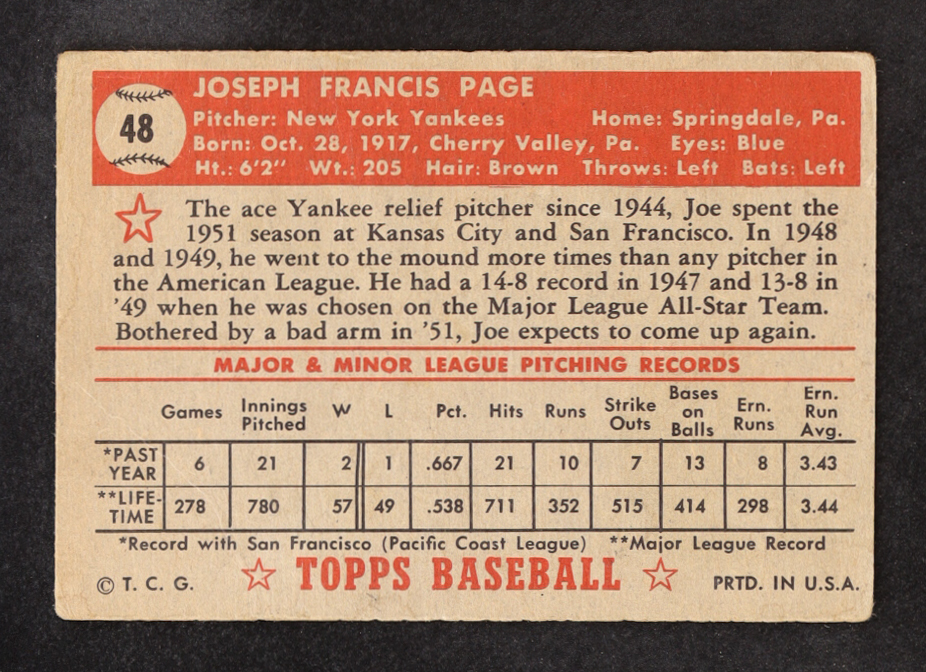 48
JOSEPH FRANCIS PAGE
Pitcher: New York Yankees Home: Springdale, Pa.
Born: Oct. 28, 1917, Cherry Valley, Pa. Eyes: Blue
Ht.: 6'2" Wt.: 205 Hair: Brown Throws: Left Bats: Left
The ace Yankee relief pitcher since 1944, Joe spent the
1951 season at Kansas City and San Francisco. In 1948
and 1949, he went to the mound more times than any pitcher in
the American League. He had a 14-8 record in 1947 and 13-8 in
'49 when he was chosen on the Major League All-Star Team.
Bothered by a bad arm in '51, Joe expects to come up again.
MAJOR & MINOR LEAGUE PITCHING RECORDS
Games Innings Pitched W L Pct. Hits Runs Strike Outs Bases on Balls Ern. Runs Ern. Run Avg.
*PAST YEAR 6 21 2 1 .667 21 10 7 13 8 3.43
**LIFE-TIME 278 780 57 49 .538 711 352 515 414 298 3.44
*Record with San Francisco (Pacific Coast League) **Major League Record
© T. C. G. TOPPS BASEBALL PRTD. IN U.S.A.